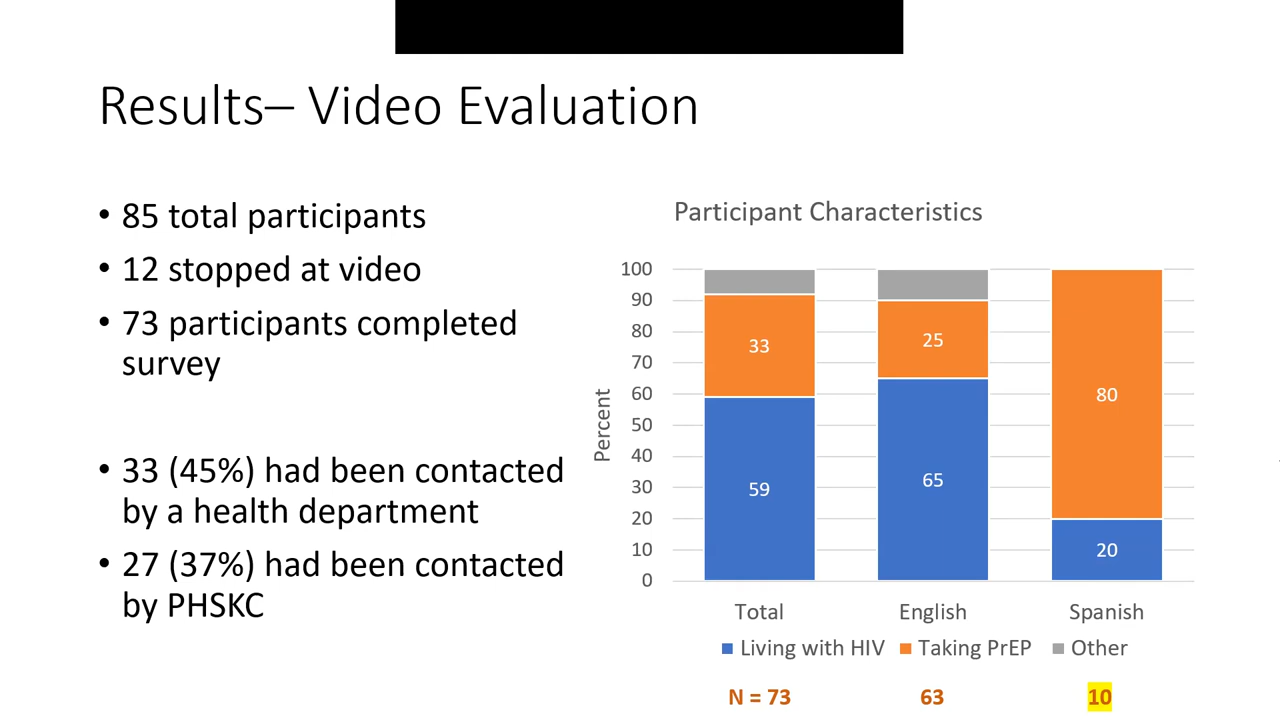 Results– Video Evaluation
• 85 total participants
• 12 stopped at video
• 73 participants completed
survey
• 33 (45%) had been contacted
by a health department
• 27 (37%) had been contacted
by PHSKC
Participant Characteristics
Percent
100
90
80
70
60
50
40
30
20
10
0
33
59
25
65
80
20
Total English Spanish
Living with HIV Taking PrEP Other
N = 73 63 10